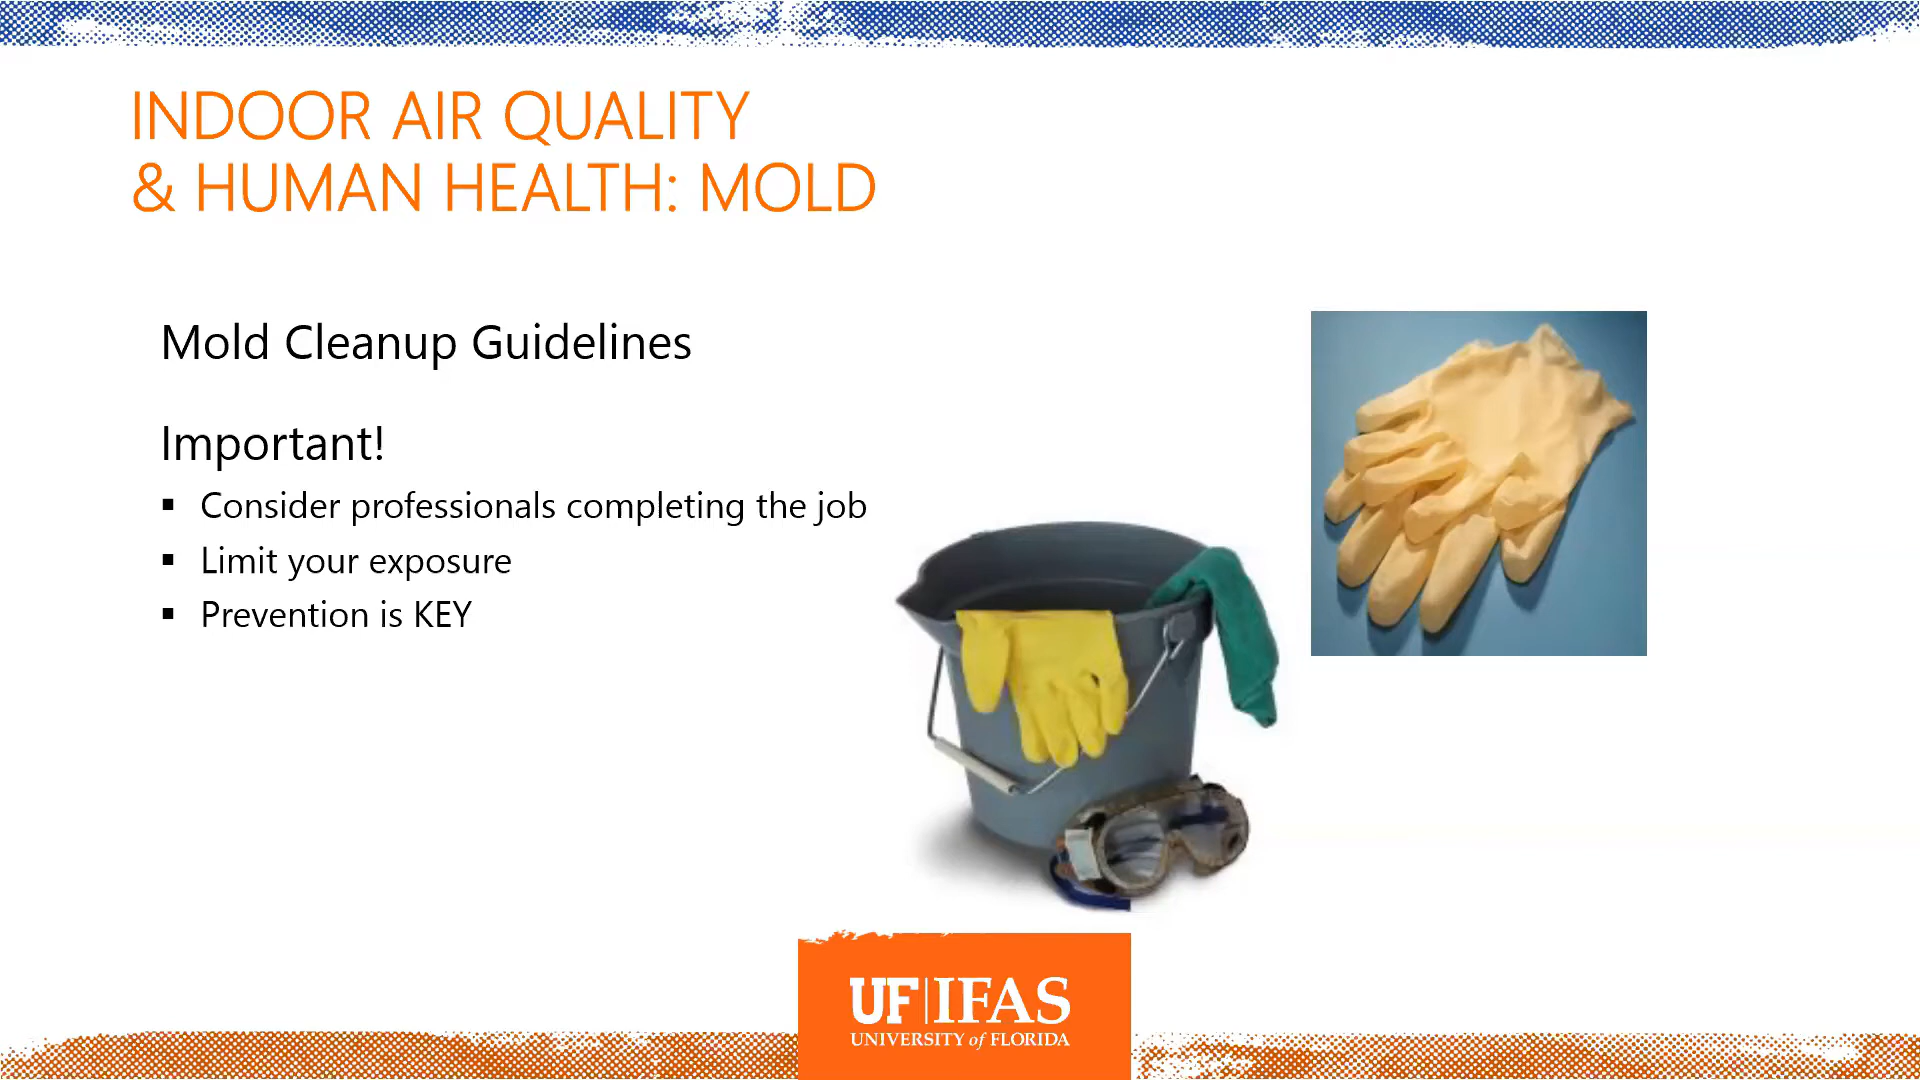 INDOOR AIR QUALITY
& HUMAN HEALTH: MOLD
Mold Cleanup Guidelines
Important!
▪ Consider professionals completing the job
▪ Limit your exposure
▪ Prevention is KEY
UF|IFAS
UNIVERSITY of FLORIDA